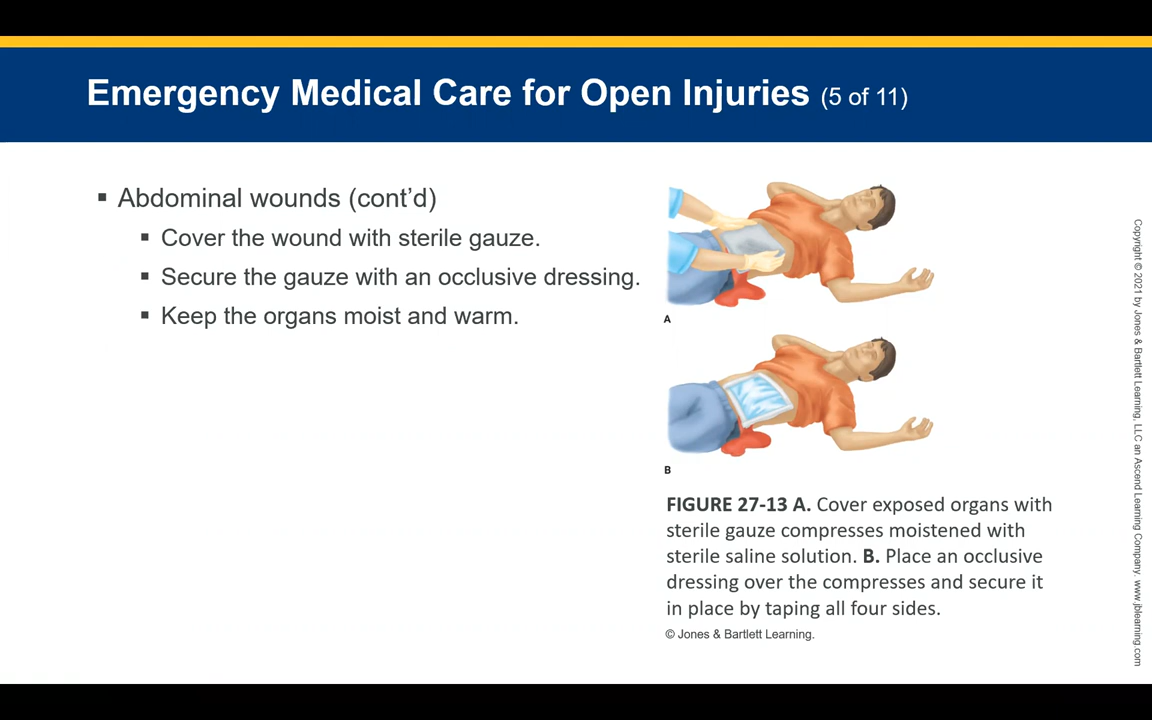 Emergency Medical Care for Open Injuries (5 of 11)
▪ Abdominal wounds (cont’d)
▪ Cover the wound with sterile gauze.
▪ Secure the gauze with an occlusive dressing.
▪ Keep the organs moist and warm.
A
B
FIGURE 27-13 A. Cover exposed organs with
sterile gauze compresses moistened with
sterile saline solution. B. Place an occlusive
dressing over the compresses and secure it
in place by taping all four sides.
© Jones & Bartlett Learning.
Copyright © 2021 by Jones & Bartlett Learning, LLC an Ascend Learning Company. www.jblearning.com